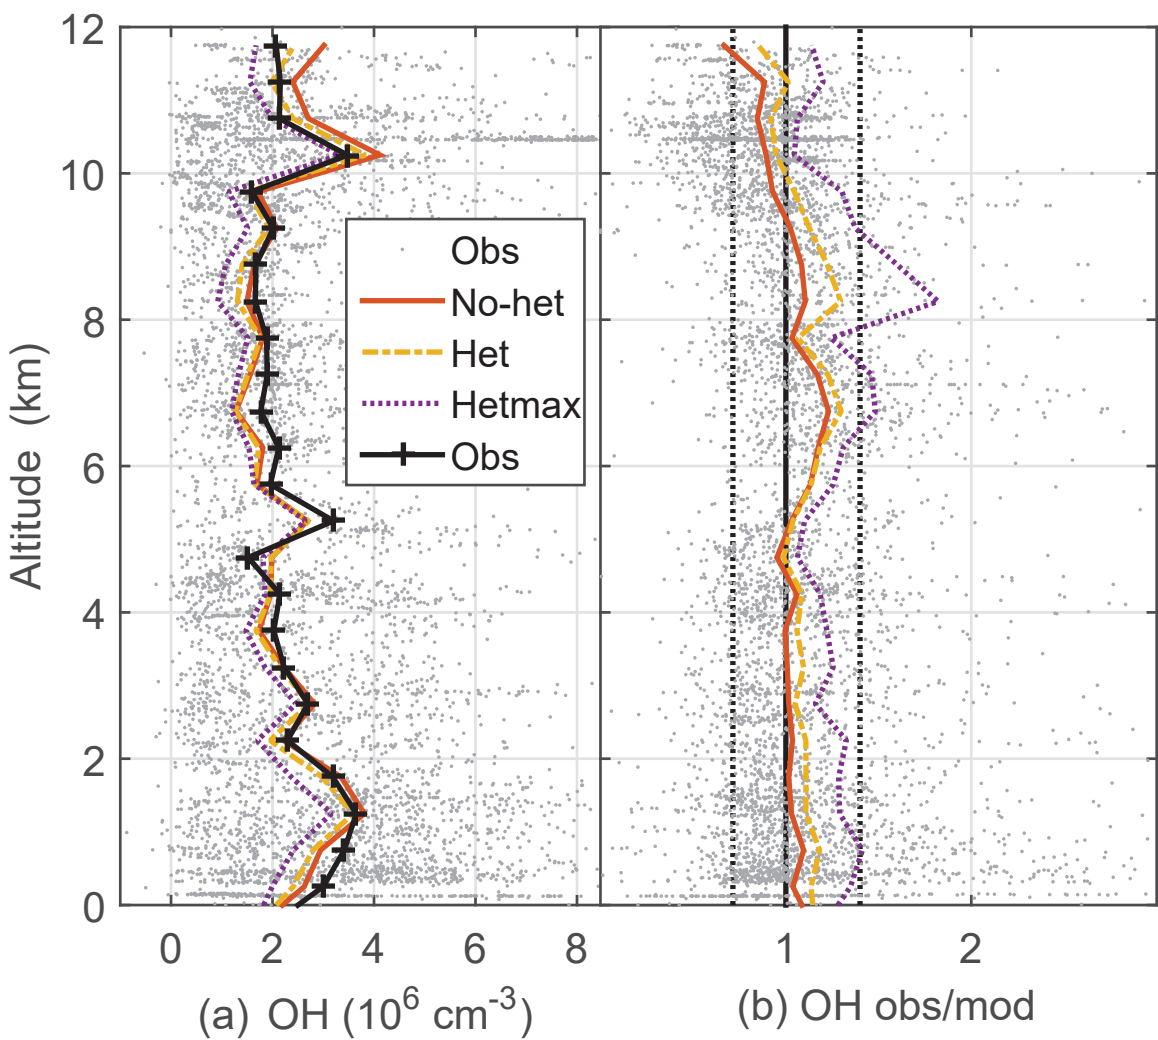 12
10
8
6
4
2
0
Altitude (km)
Obs
No-het
Het
Hetmax
Obs
0 2 4 6 8
1 2
(a) OH (10⁶ cm⁻³)
(b) OH obs/mod